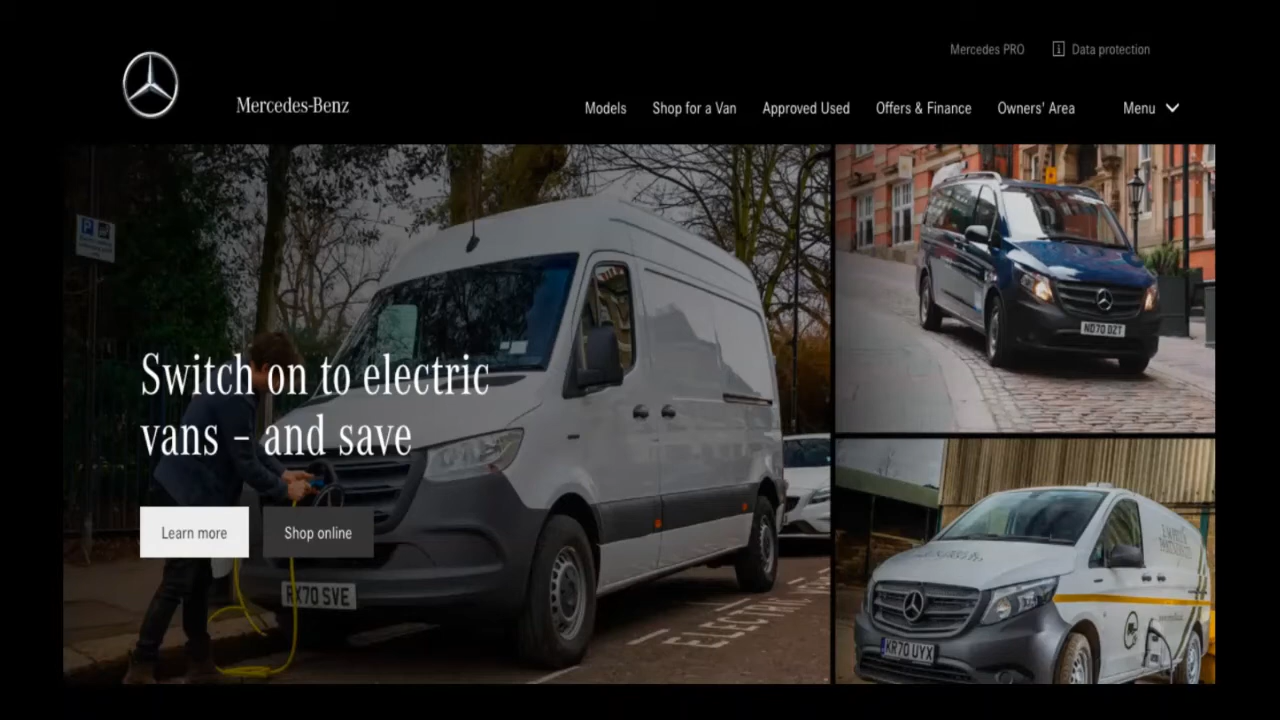 Mercedes PRO
Data protection
Mercedes-Benz
Models
Shop for a Van
Approved Used
Offers & Finance
Owners' Area
Menu
Switch on to electric
vans – and save
Learn more
Shop online
P
RX70 SVE
ELECTRIC
ND70 DZT
KR70 UYX